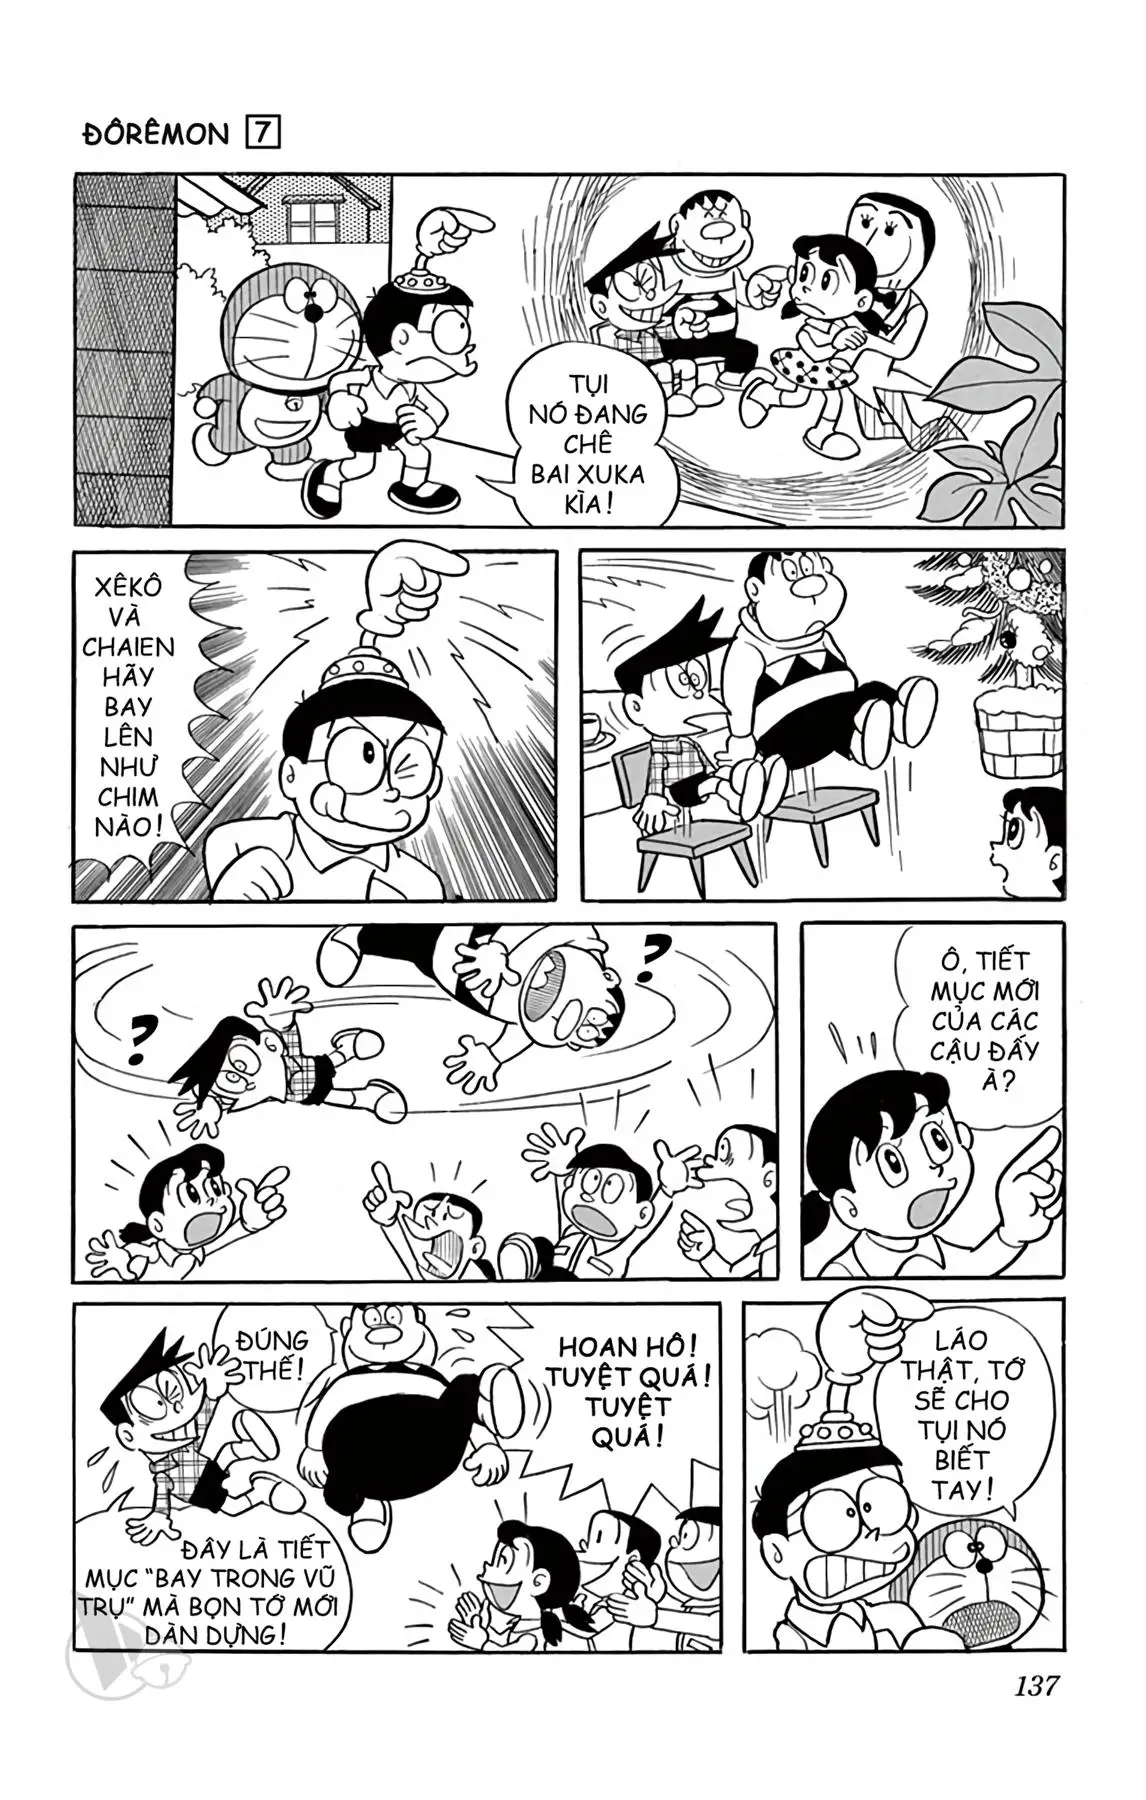 ĐÔRÊMON 7
TỤI
NÓ ĐANG
CHÊ
BAI XUKA
KÌA!
XÊKÔ
VÀ
CHAIEN
HÃY
BAY
LÊN
NHƯ
CHIM
NÀO!
?
?
Ô, TIẾT
MỤC MỚI
CỦA CÁC
CẬU ĐẤY
À?
ĐÚNG
THẾ!
HOAN HÔ!
TUYỆT QUÁ!
TUYỆT
QUÁ!
ĐÂY LÀ TIẾT
MỤC “BAY TRONG VŨ
TRỤ” MÀ BỌN TỚ MỚI
DÀN DỰNG!
LÁO
THẬT, TỚ
SẼ CHO
TỤI NÓ
BIẾT
TAY!
137